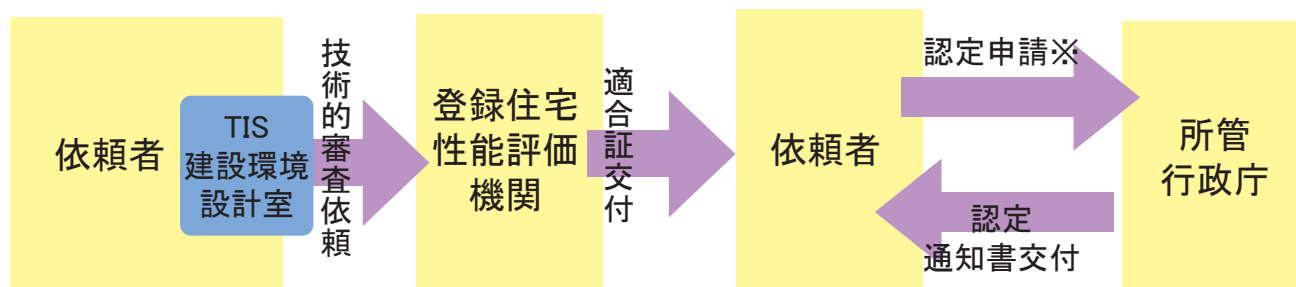 依頼者
TIS
建設環境
設計室
技術的審査依頼
登録住宅
性能評価
機関
適合証交付
依頼者
認定申請※
認定
通知書交付
所管
行政庁